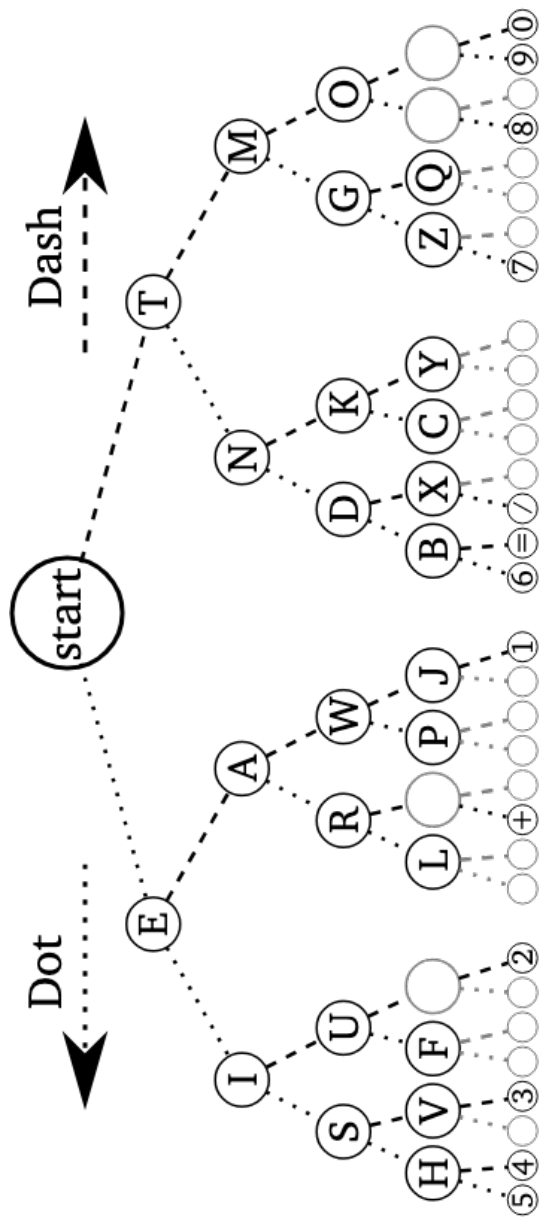 Dot Dash
start
E T
I A N M
S U R W D K G O
H V F L P J B X C Y Z Q
5 4 3 2 + 1 6 = / 7 8 9 0